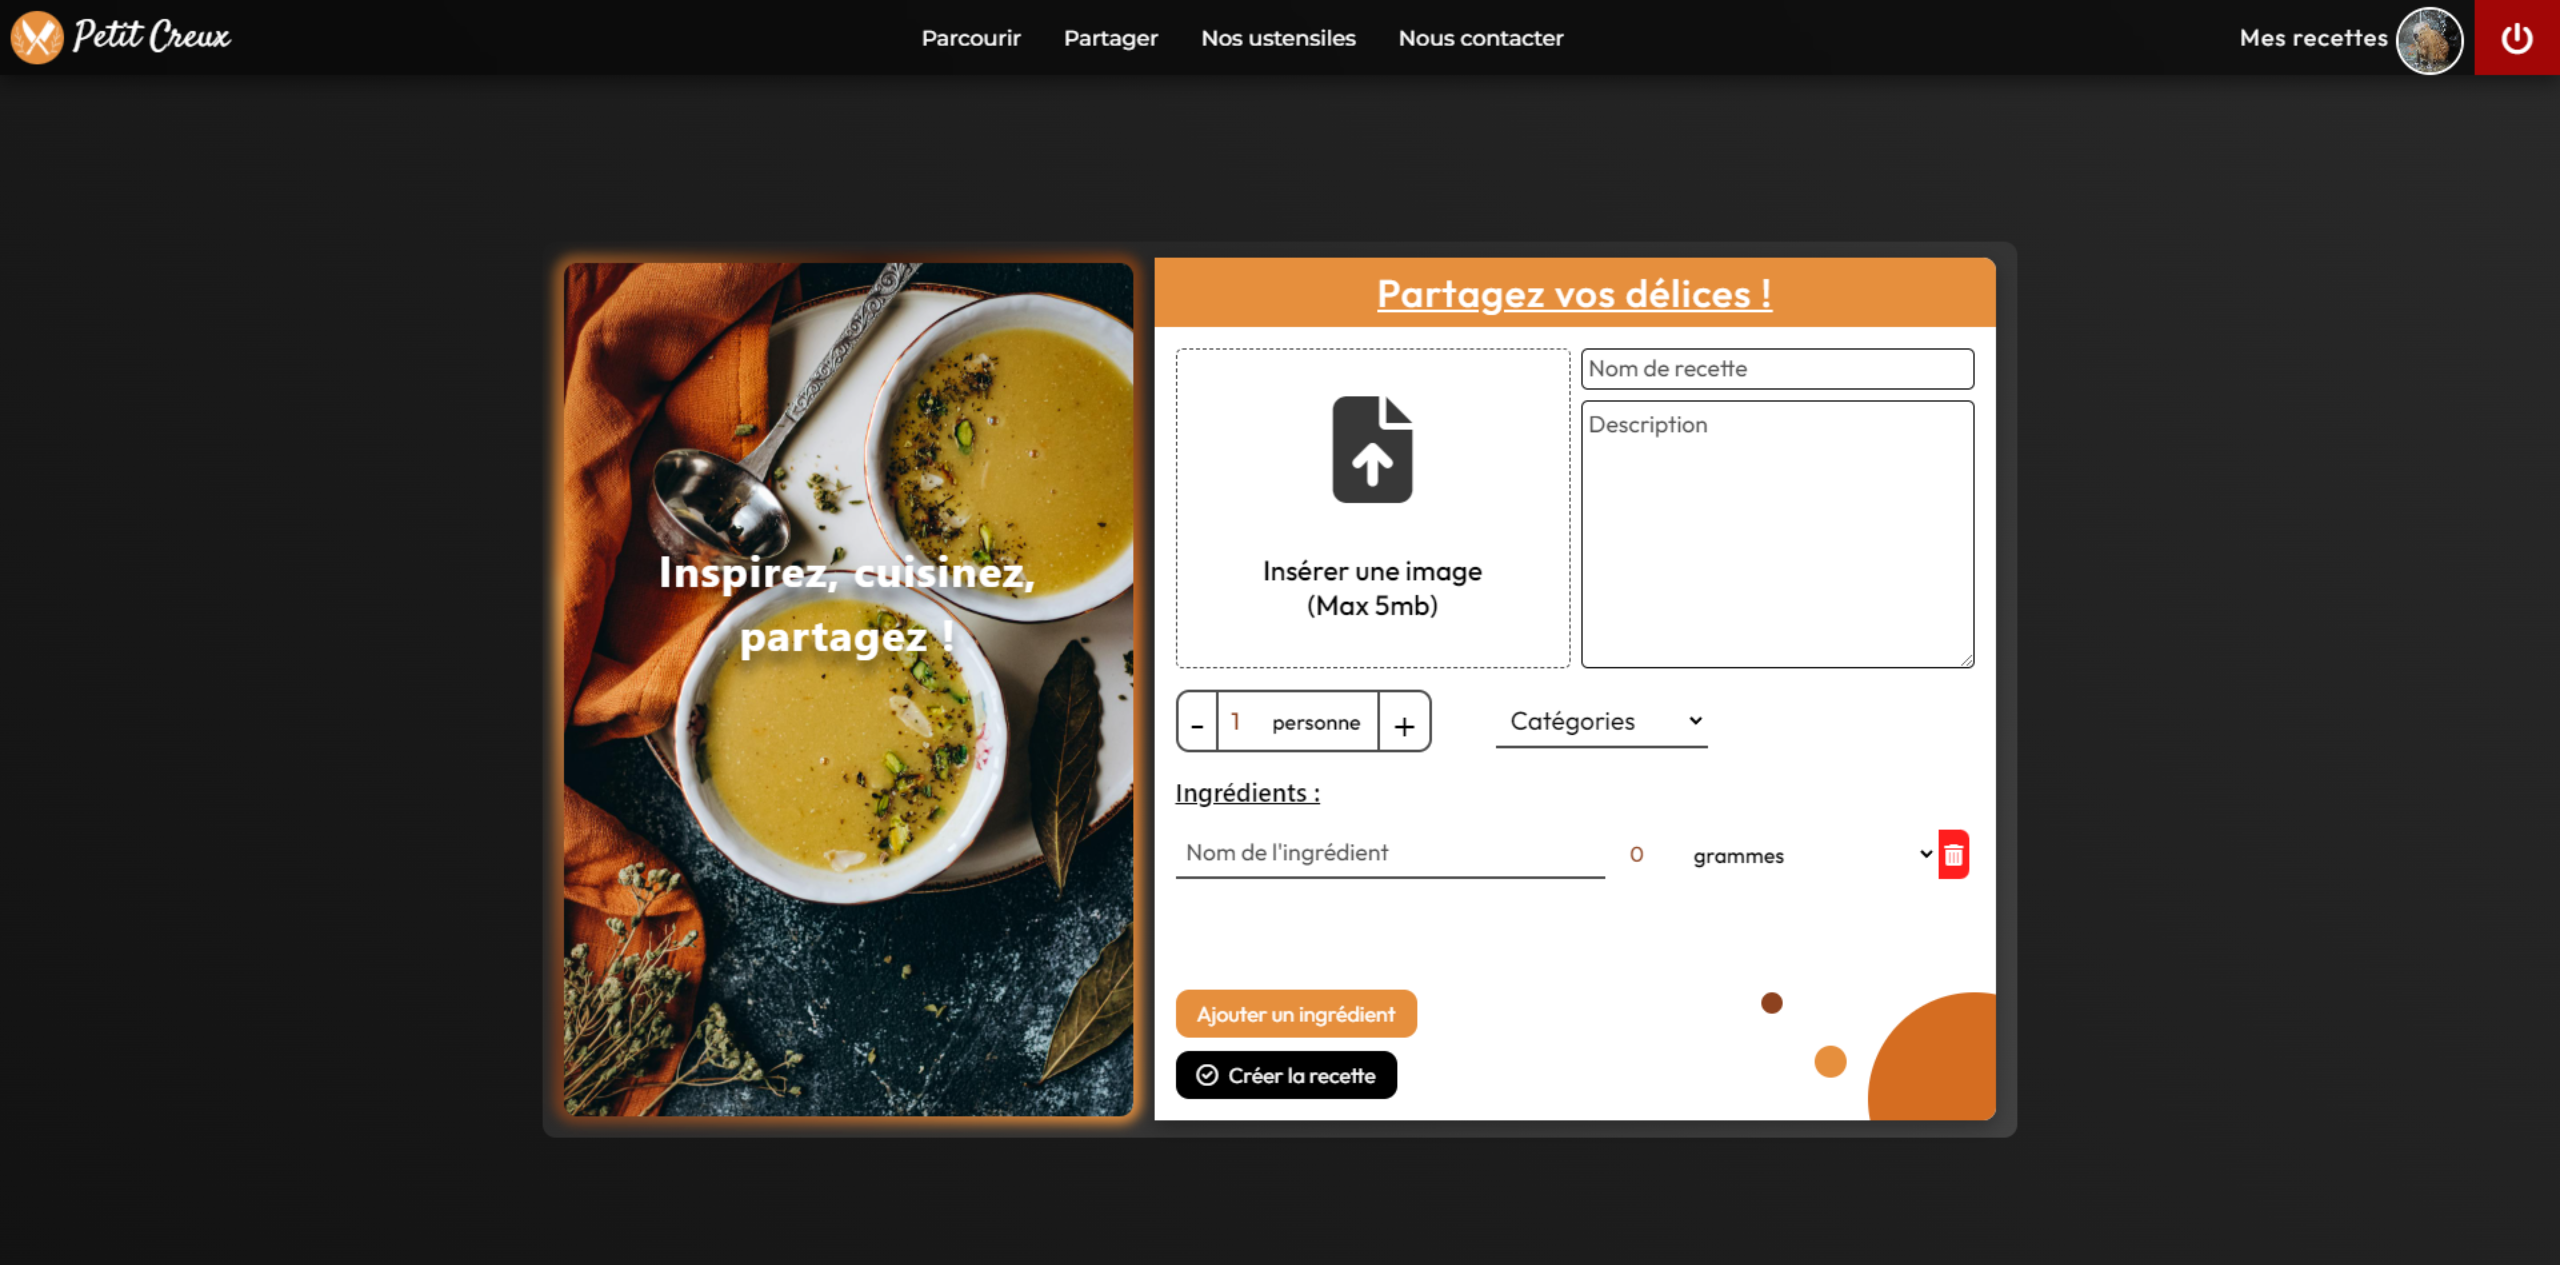 Petit Creux
Parcourir
Partager
Nos ustensiles
Nous contacter
Mes recettes
Inspirez, cuisinez,
partagez !
Partagez vos délices !
Insérer une image
(Max 5mb)
Nom de recette
Description
- 1 personne +
Catégories
Ingrédients :
Nom de l'ingrédient
0
grammes
Ajouter un ingrédient
Créer la recette